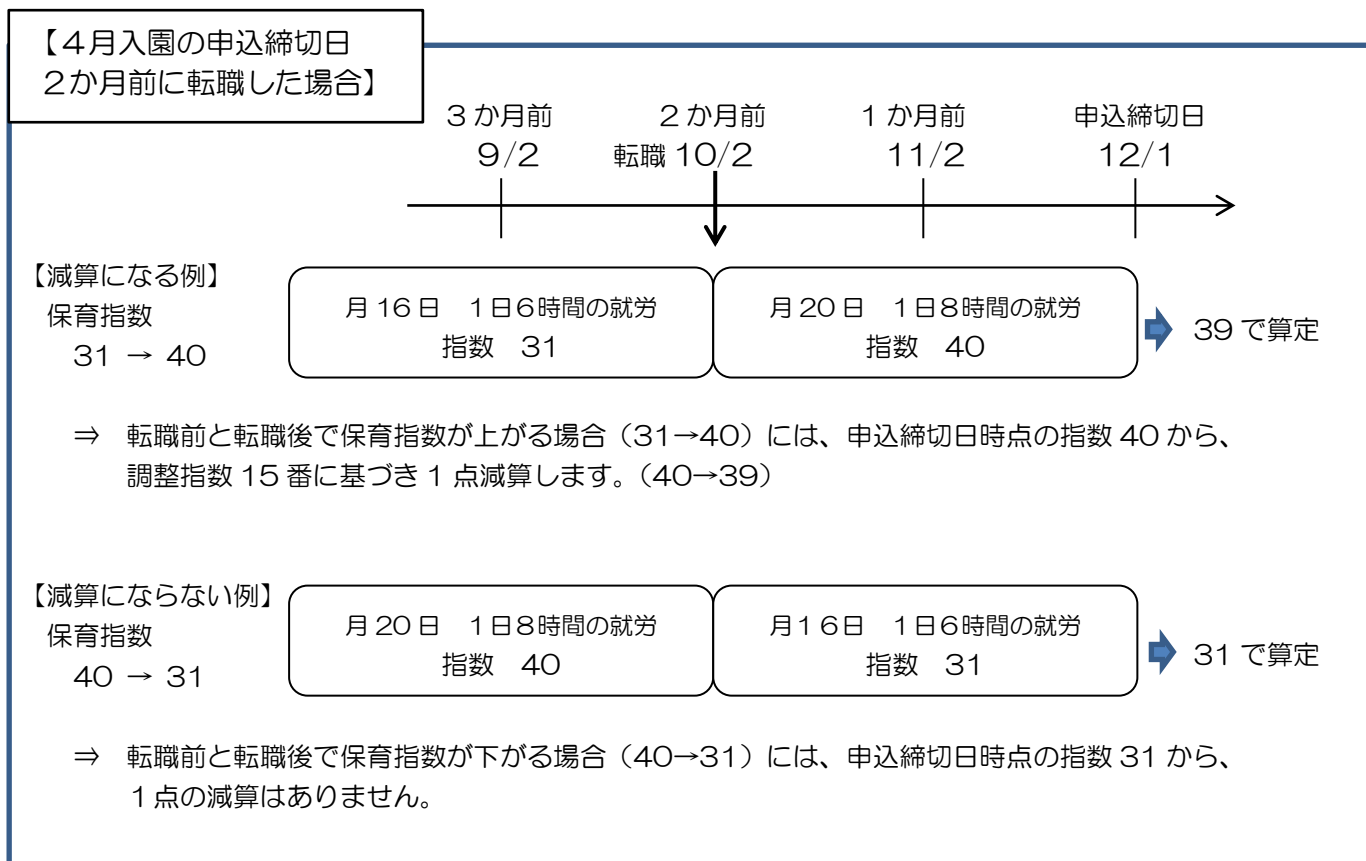 【４月入園の申込締切日
２か月前に転職した場合】
３か月前 ２か月前 １か月前 申込締切日
9/2 転職 10/2 11/2 12/1
【減算になる例】
保育指数
31 → 40
月16日 １日６時間の就労
指数 31
月20日 １日８時間の就労
指数 40
39で算定
⇒ 転職前と転職後で保育指数が上がる場合（31→40）には、申込締切日時点の指数40から、
調整指数15番に基づき１点減算します。（40→39）
【減算にならない例】
保育指数
40 → 31
月20日 １日８時間の就労
指数 40
月１６日 １日６時間の就労
指数 31
31で算定
⇒ 転職前と転職後で保育指数が下がる場合（40→31）には、申込締切日時点の指数31から、
１点の減算はありません。